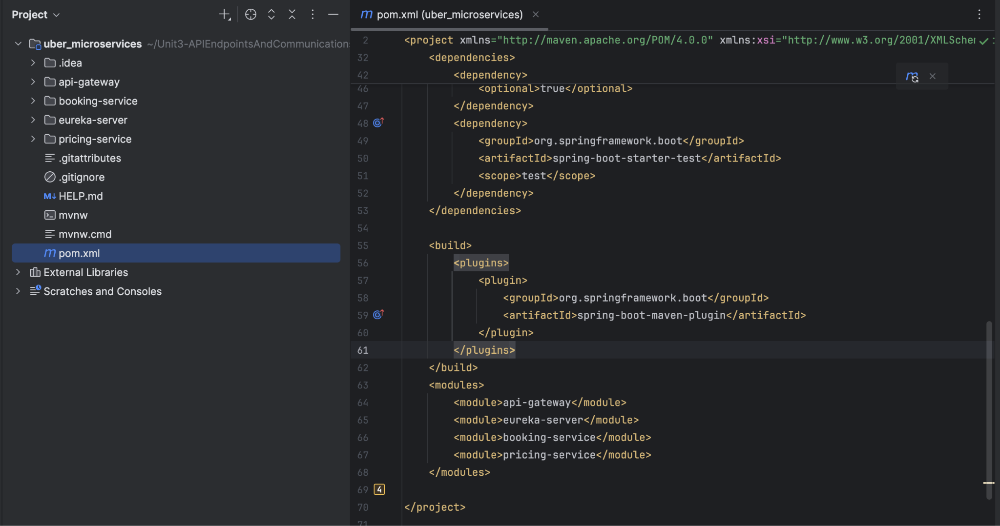 Project
uber_microservices ~/Unit3-APIEndpointsAndCommunication
.idea
api-gateway
booking-service
eureka-server
pricing-service
.gitattributes
.gitignore
M↓ HELP.md
mvnw
mvnw.cmd
m pom.xml
External Libraries
Scratches and Consoles
m pom.xml (uber_microservices)
2 <project xmlns="http://maven.apache.org/POM/4.0.0" xmlns:xsi="http://www.w3.org/2001/XMLSchem
32 <dependencies>
42 <dependency>
46 <optional>true</optional>
47 </dependency>
48 <dependency>
49 <groupId>org.springframework.boot</groupId>
50 <artifactId>spring-boot-starter-test</artifactId>
51 <scope>test</scope>
52 </dependency>
53 </dependencies>
54
55 <build>
56 <plugins>
57 <plugin>
58 <groupId>org.springframework.boot</groupId>
59 <artifactId>spring-boot-maven-plugin</artifactId>
60 </plugin>
61 </plugins>
62 </build>
63 <modules>
64 <module>api-gateway</module>
65 <module>eureka-server</module>
66 <module>booking-service</module>
67 <module>pricing-service</module>
68 </modules>
69 4
70 </project>
71